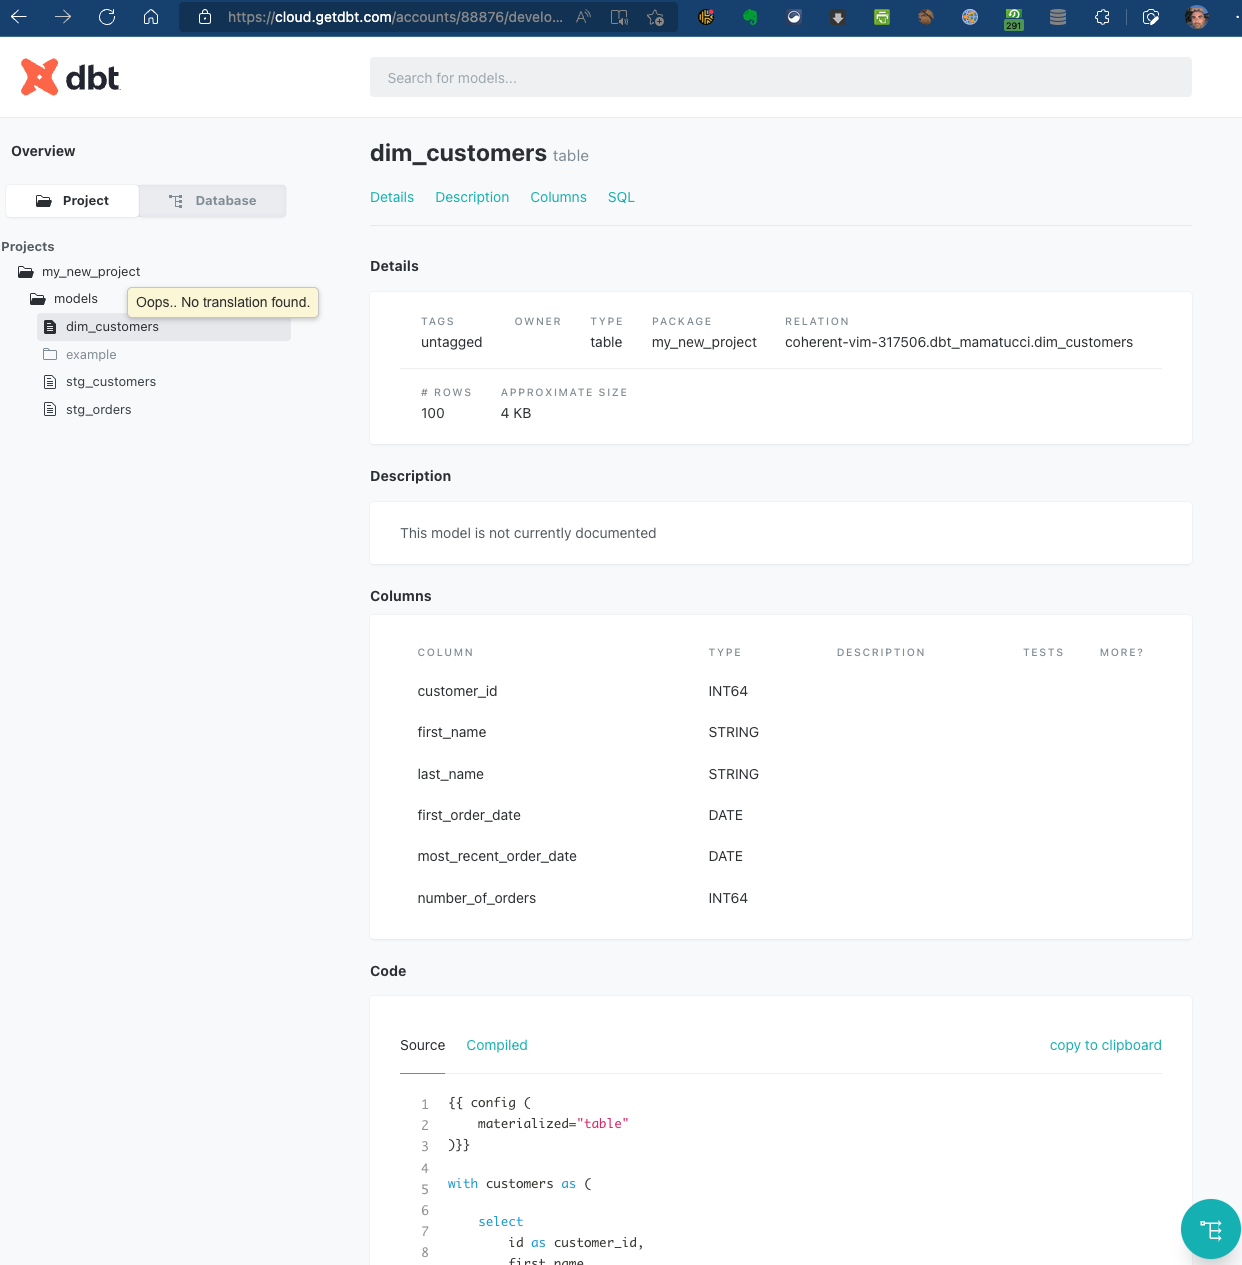 https://cloud.getdbt.com/accounts/88876/develo...
291
dbt
Search for models...
Overview
Project
Database
Projects
my_new_project
models
Oops.. No translation found.
dim_customers
example
stg_customers
stg_orders
dim_customers table
Details Description Columns SQL
Details
TAGS OWNER TYPE PACKAGE RELATION
untagged table my_new_project coherent-vim-317506.dbt_mamatucci.dim_customers
# ROWS APPROXIMATE SIZE
100 4 KB
Description
This model is not currently documented
Columns
COLUMN TYPE DESCRIPTION TESTS MORE?
customer_id INT64
first_name STRING
last_name STRING
first_order_date DATE
most_recent_order_date DATE
number_of_orders INT64
Code
Source Compiled copy to clipboard
1 {{ config (
2 materialized="table"
3 )}}
4
5 with customers as (
6
7 select
8 id as customer_id,
first_name